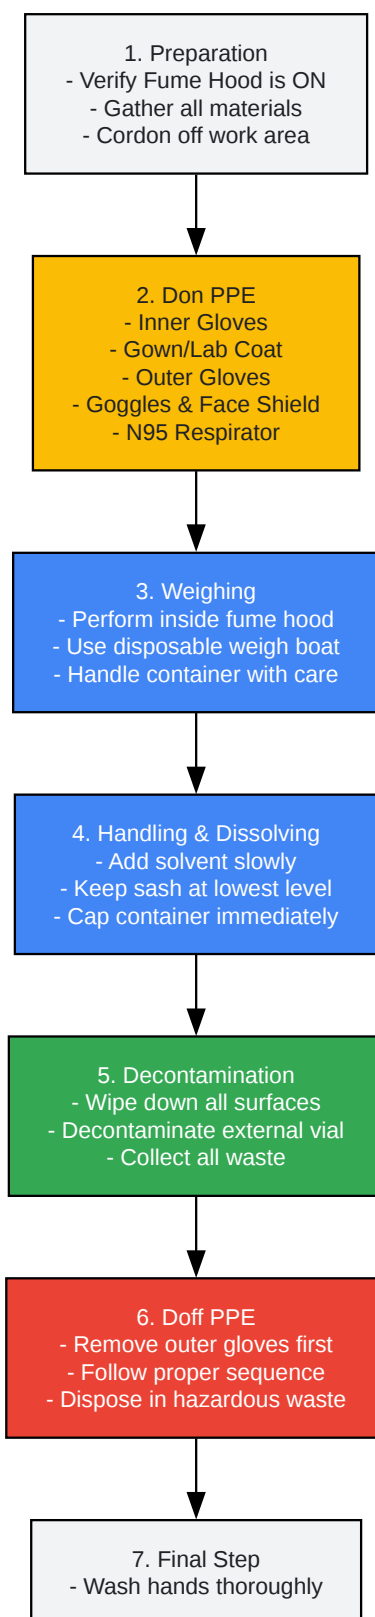 1. Preparation
- Verify Fume Hood is ON
- Gather all materials
- Cordon off work area
2. Don PPE
- Inner Gloves
- Gown/Lab Coat
- Outer Gloves
- Goggles & Face Shield
- N95 Respirator
3. Weighing
- Perform inside fume hood
- Use disposable weigh boat
- Handle container with care
4. Handling & Dissolving
- Add solvent slowly
- Keep sash at lowest level
- Cap container immediately
5. Decontamination
- Wipe down all surfaces
- Decontaminate external vial
- Collect all waste
6. Doff PPE
- Remove outer gloves first
- Follow proper sequence
- Dispose in hazardous waste
7. Final Step
- Wash hands thoroughly